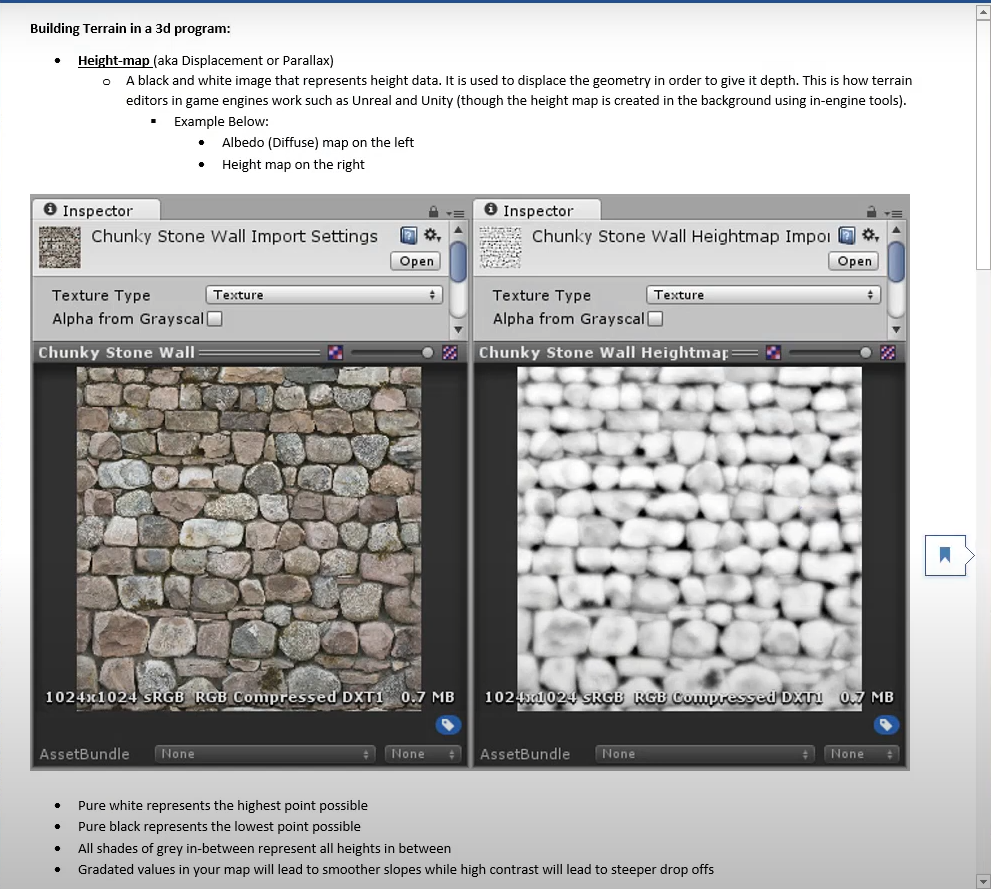 Building Terrain in a 3d program:
• Height-map (aka Displacement or Parallax)
o A black and white image that represents height data. It is used to displace the geometry in order to give it depth. This is how terrain
editors in game engines work such as Unreal and Unity (though the height map is created in the background using in-engine tools).
▪ Example Below:
• Albedo (Diffuse) map on the left
• Height map on the right
Inspector
Chunky Stone Wall Import Settings
Open
Texture Type Texture
Alpha from Grayscal
Chunky Stone Wall
1024x1024 sRGB RGB Compressed DXT1 0.7 MB
AssetBundle None None
Inspector
Chunky Stone Wall Heightmap Impor
Open
Texture Type Texture
Alpha from Grayscal
Chunky Stone Wall Heightmap
1024x1024 sRGB RGB Compressed DXT1 0.7 MB
AssetBundle None None
• Pure white represents the highest point possible
• Pure black represents the lowest point possible
• All shades of grey in-between represent all heights in between
• Gradated values in your map will lead to smoother slopes while high contrast will lead to steeper drop offs